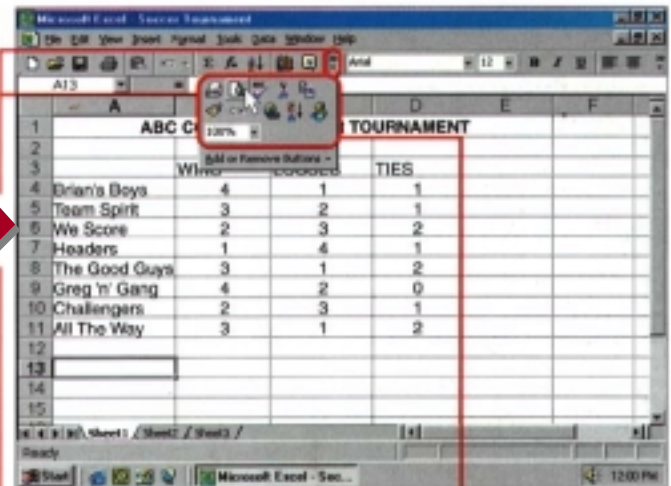 Microsoft Excel - Soccer Tournament
File Edit View Insert Format Tools Data Window Help
Arial 12 B I U
A13 =
A D E F
1 ABC TOURNAMENT
2
3 TIES
4 Brian's Boys 4 1 1
5 Team Spirit 3 2 1
6 We Score 2 3 2
7 Headers 1 4 1
8 The Good Guys 3 1 2
9 Greg 'n' Gang 4 2 0
10 Challengers 2 3 1
11 All The Way 3 1 2
12
13
14
15
100%
Add or Remove Buttons
Sheet1 / Sheet2 / Sheet3 /
Ready
Start Microsoft Excel - Soc... 12:00 PM